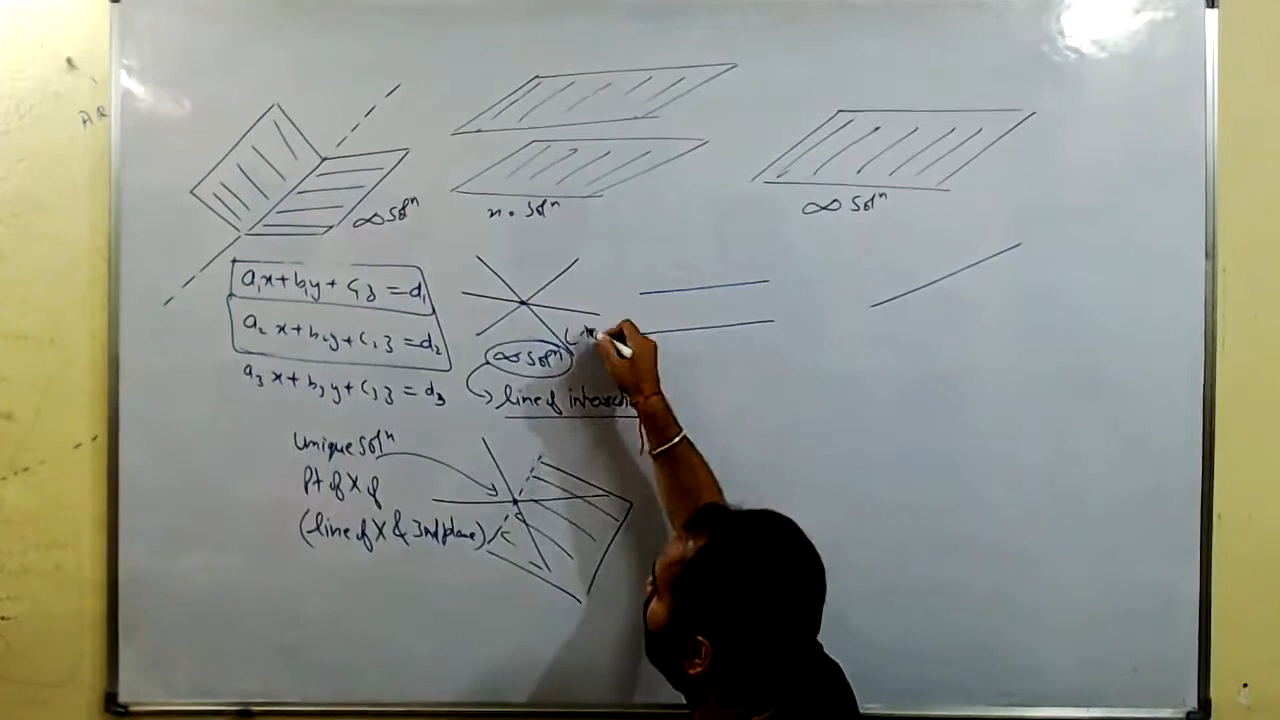 ∞ solⁿ
no solⁿ
∞ solⁿ
a₁x+b₁y+c₁z=d₁
a₂x+b₂y+c₂z=d₂
a₃x+b₃y+c₃z=d₃
∞ solⁿ
line of
Unique solⁿ
Pt of X of
(line of X & 3rd plane)